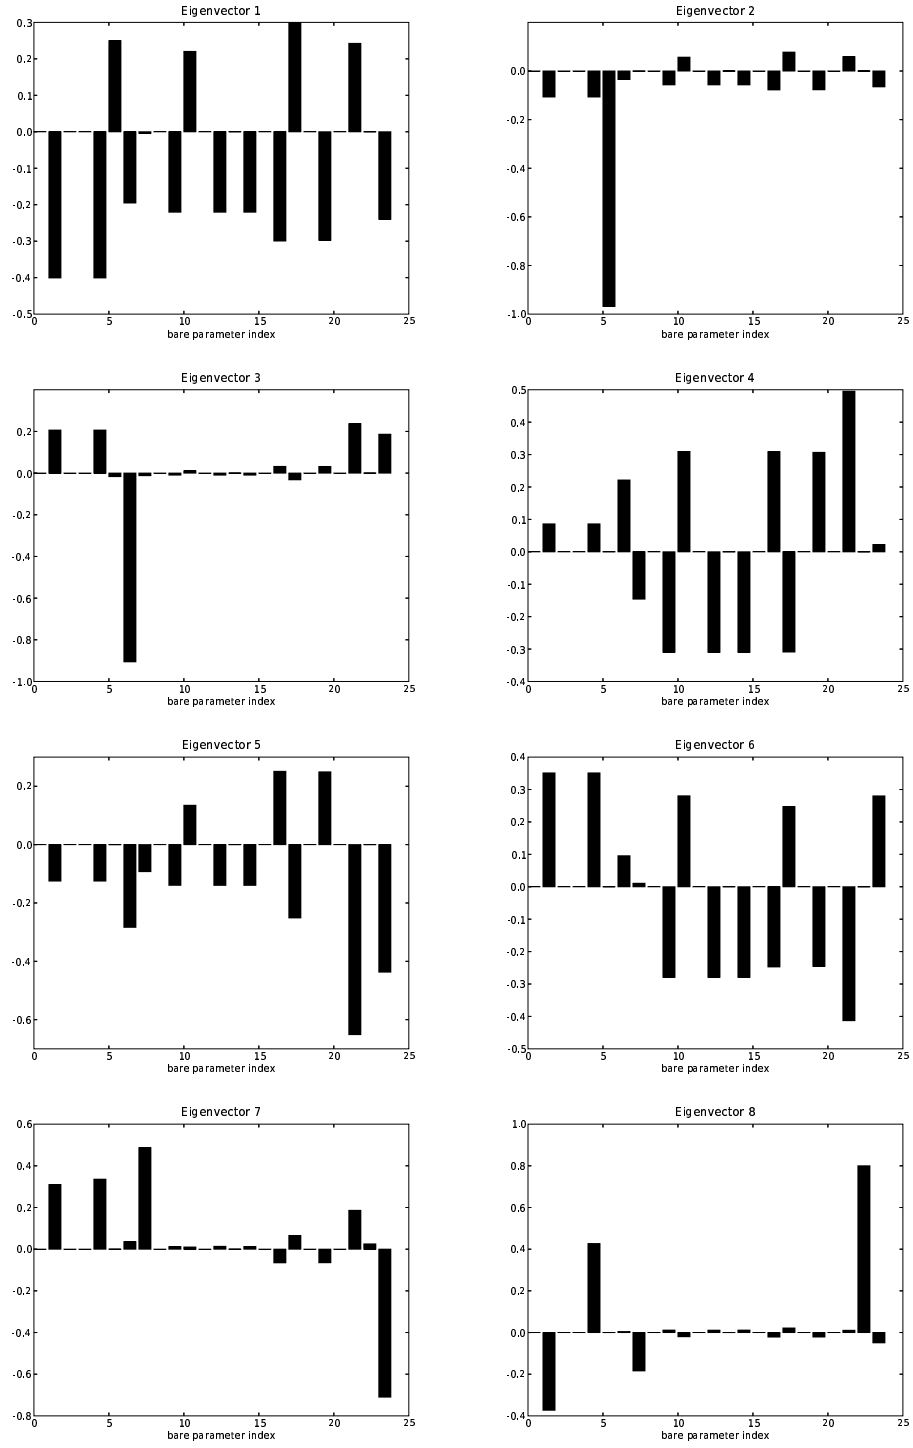 Eigenvector 1
0.3
0.2
0.1
0.0
-0.1
-0.2
-0.3
-0.4
-0.5
0 5 10 15 20 25
bare parameter index
Eigenvector 2
0.0
-0.2
-0.4
-0.6
-0.8
-1.0
0 5 10 15 20 25
bare parameter index
Eigenvector 3
0.2
0.0
-0.2
-0.4
-0.6
-0.8
-1.0
0 5 10 15 20 25
bare parameter index
Eigenvector 4
0.5
0.4
0.3
0.2
0.1
0.0
-0.1
-0.2
-0.3
-0.4
0 5 10 15 20 25
bare parameter index
Eigenvector 5
0.2
0.0
-0.2
-0.4
-0.6
0 5 10 15 20 25
bare parameter index
Eigenvector 6
0.4
0.3
0.2
0.1
0.0
-0.1
-0.2
-0.3
-0.4
-0.5
0 5 10 15 20 25
bare parameter index
Eigenvector 7
0.6
0.4
0.2
0.0
-0.2
-0.4
-0.6
-0.8
0 5 10 15 20 25
bare parameter index
Eigenvector 8
1.0
0.8
0.6
0.4
0.2
0.0
-0.2
-0.4
0 5 10 15 20 25
bare parameter index